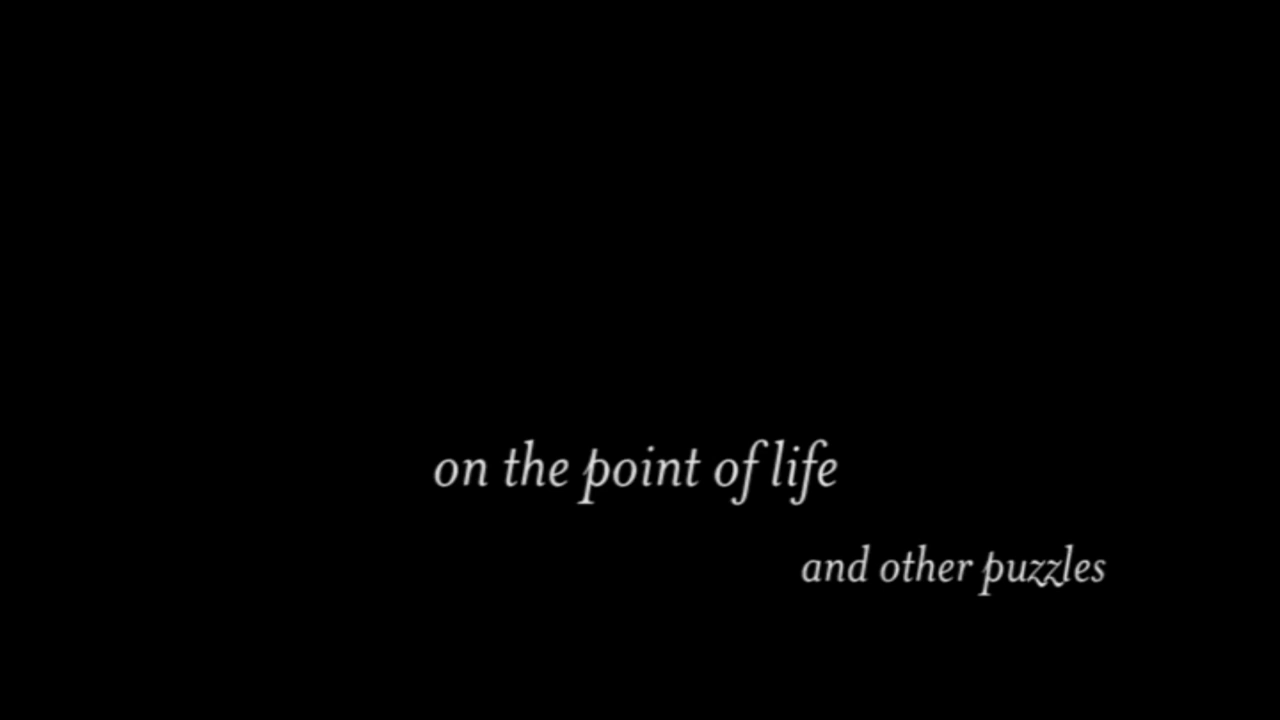 on the point of life
and other puzzles